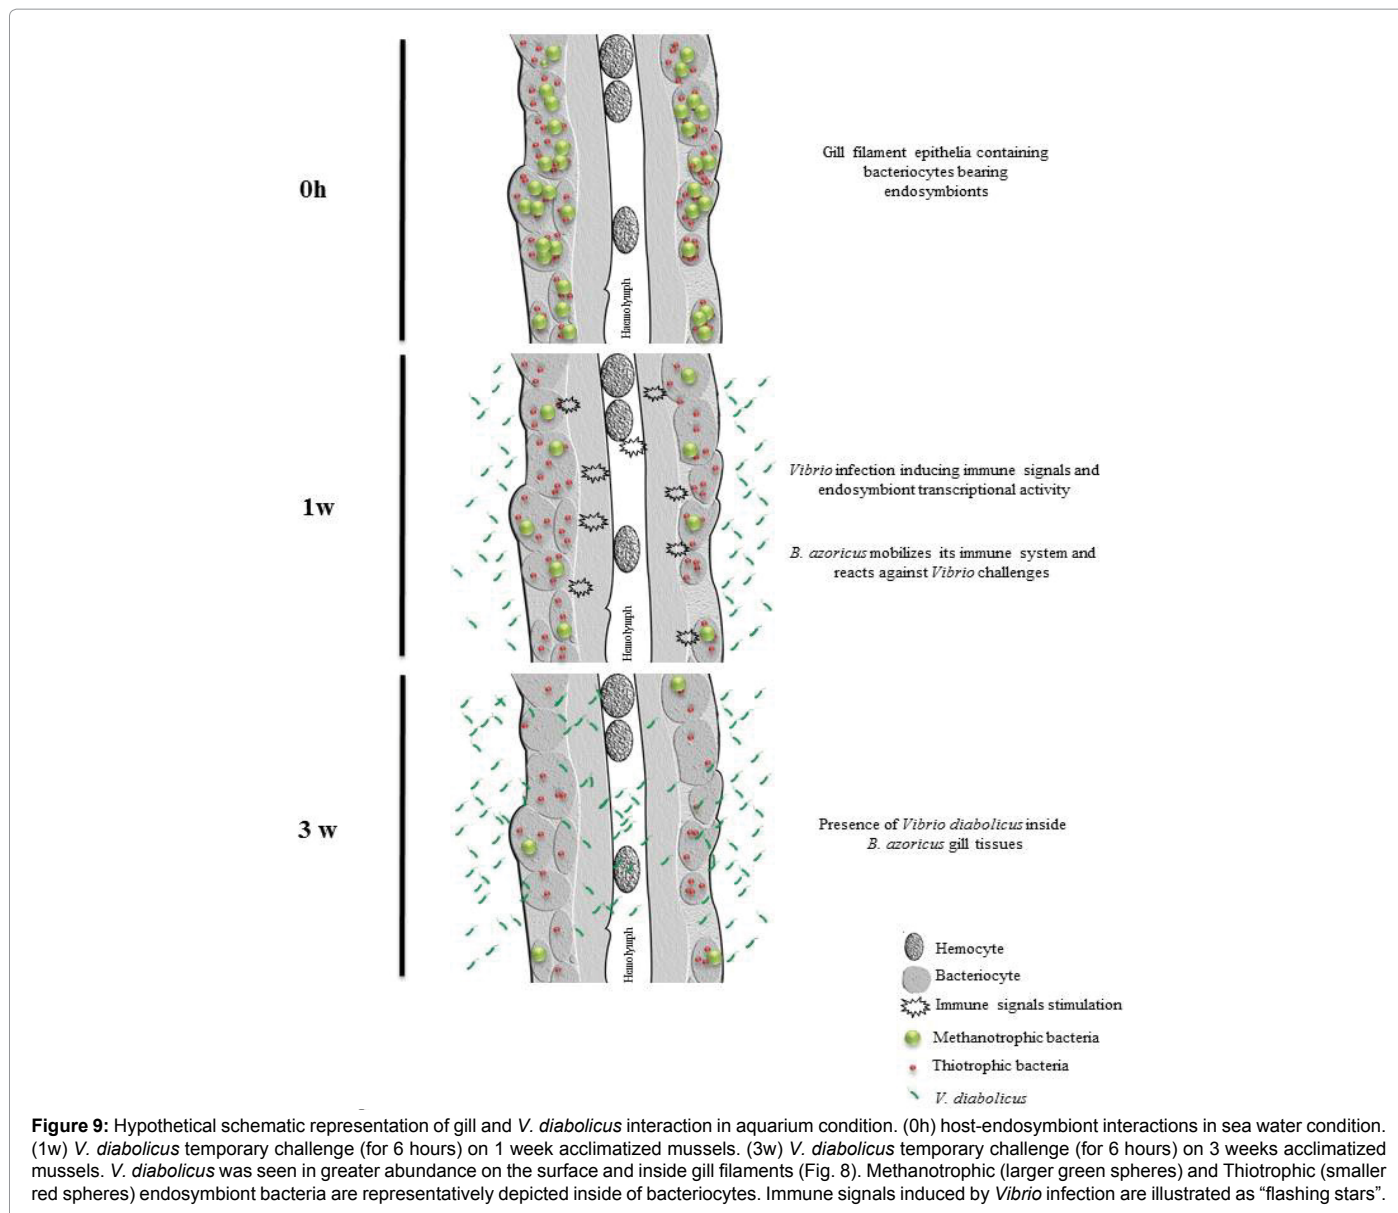 0h
Haemolymph
Gill filament epithelia containing
bacteriocytes bearing
endosymbionts
1w
Hemolymph
Vibrio infection inducing immune signals and
endosymbiont transcriptional activity
B. azoricus mobilizes its immune system and
reacts against Vibrio challenges
3 w
Hemolymph
Presence of Vibrio diabolicus inside
B. azoricus gill tissues
Hemocyte
Bacteriocyte
Immune signals stimulation
Methanotrophic bacteria
Thiotrophic bacteria
V. diabolicus
Figure 9: Hypothetical schematic representation of gill and V. diabolicus interaction in aquarium condition. (0h) host-endosymbiont interactions in sea water condition.
(1w) V. diabolicus temporary challenge (for 6 hours) on 1 week acclimatized mussels. (3w) V. diabolicus temporary challenge (for 6 hours) on 3 weeks acclimatized
mussels. V. diabolicus was seen in greater abundance on the surface and inside gill filaments (Fig. 8). Methanotrophic (larger green spheres) and Thiotrophic (smaller
red spheres) endosymbiont bacteria are representatively depicted inside of bacteriocytes. Immune signals induced by Vibrio infection are illustrated as “flashing stars”.